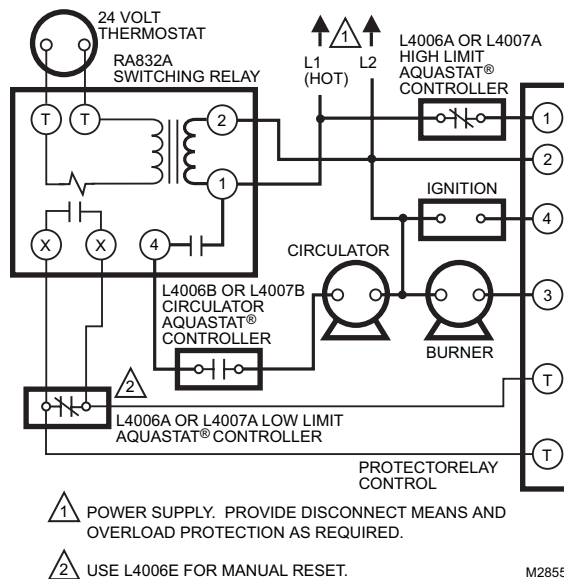 24 VOLT
THERMOSTAT
RA832A
SWITCHING RELAY
1
L1
(HOT)
L2
L4006A OR L4007A
HIGH LIMIT
AQUASTAT®
CONTROLLER
T
T
2
1
X
X
4
1
2
IGNITION
4
CIRCULATOR
L4006B OR L4007B
CIRCULATOR
AQUASTAT®
CONTROLLER
3
BURNER
2
T
L4006A OR L4007A LOW LIMIT
AQUASTAT® CONTROLLER
T
PROTECTORELAY
CONTROL
1 POWER SUPPLY. PROVIDE DISCONNECT MEANS AND
OVERLOAD PROTECTION AS REQUIRED.
2 USE L4006E FOR MANUAL RESET.
M2855